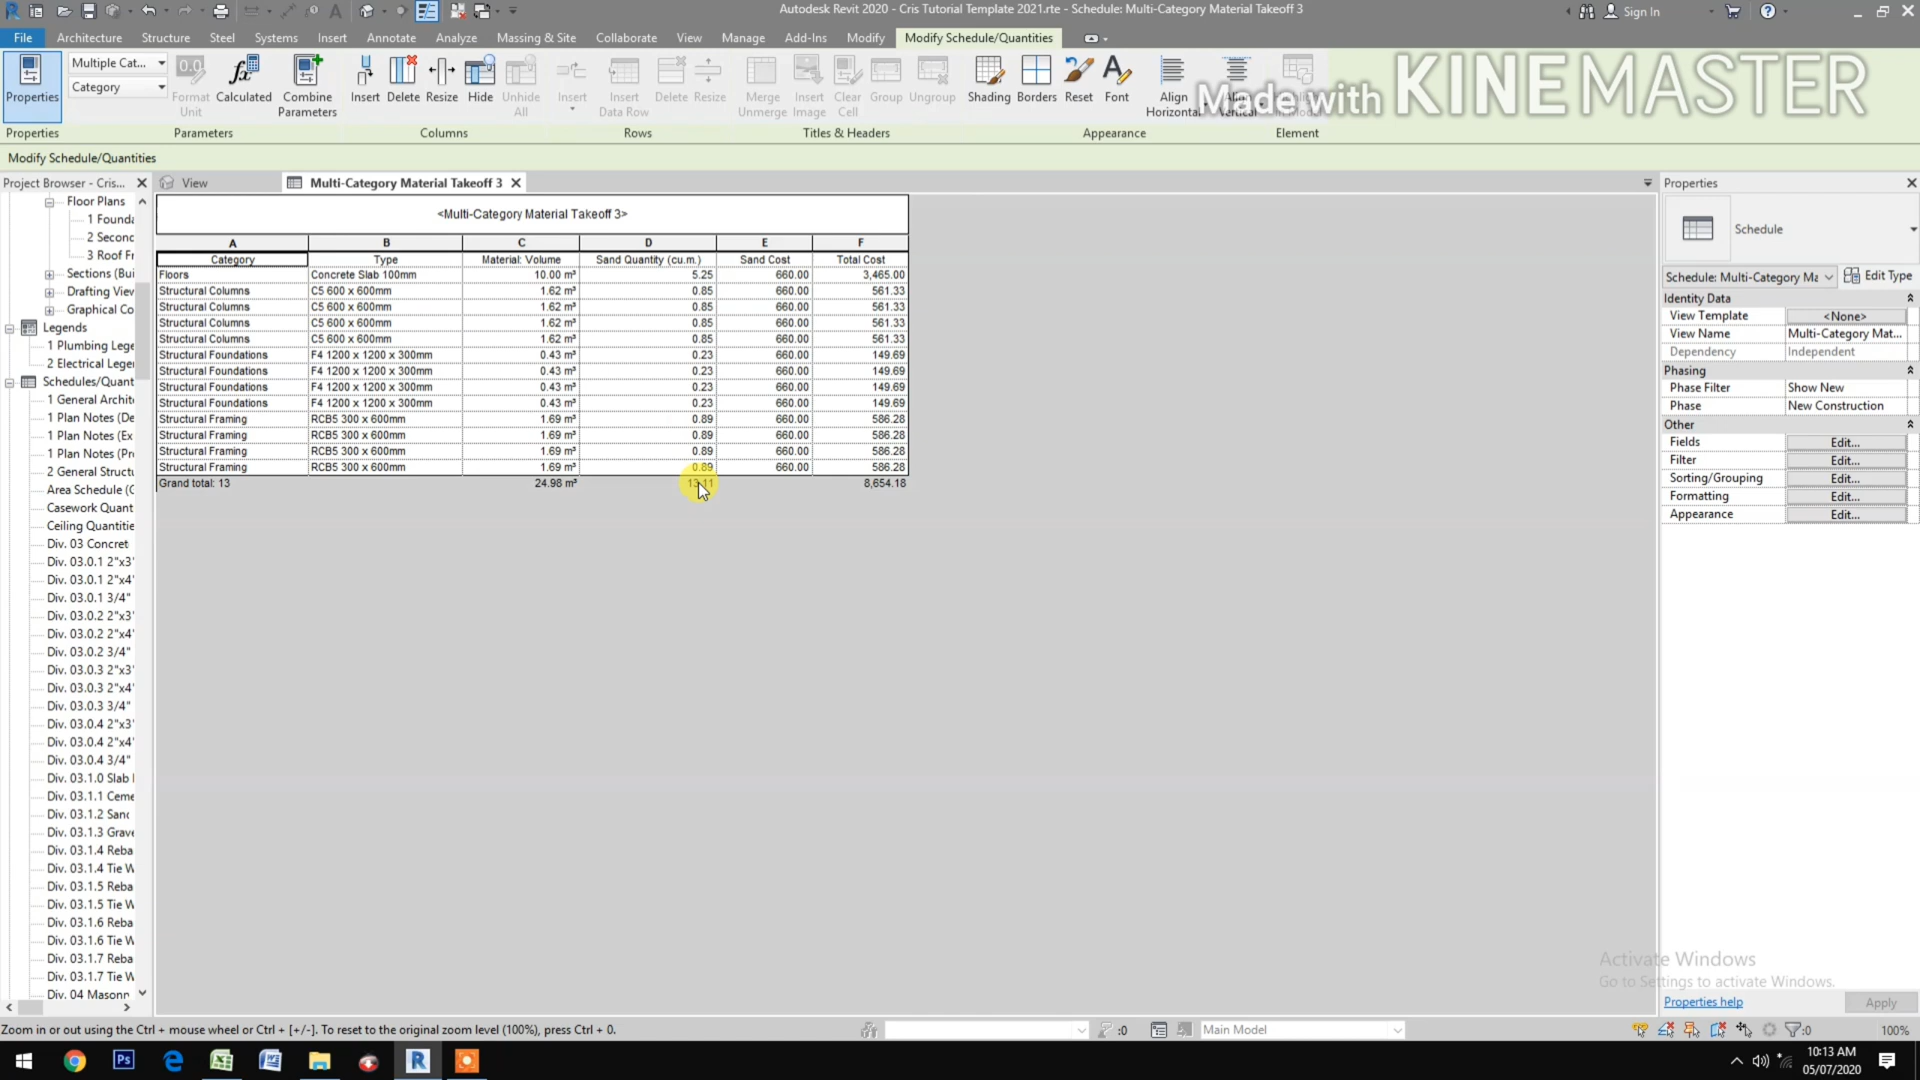 Autodesk Revit 2020 - Cris Tutorial Template 2021.rte - Schedule: Multi-Category Material Takeoff 3
Sign In
File Architecture Structure Steel Systems Insert Annotate Analyze Massing & Site Collaborate View Manage Add-Ins Modify Modify Schedule/Quantities
Multiple Cat...
Category
Properties Format Unit Calculated Combine Parameters Insert Delete Resize Hide Unhide All Insert Insert Data Row Delete Resize Merge Unmerge Insert Image Clear Cell Group Ungroup Shading Borders Reset Font Align Horizontal Align Vertical
Made with KINEMASTER
Properties Parameters Columns Rows Titles & Headers Appearance Element
Modify Schedule/Quantities
Project Browser - Cris...
View
Multi-Category Material Takeoff 3
Properties
Floor Plans
1 Founda
2 Second
3 Roof Fr
Sections (Bui
Drafting View
Graphical Co
Legends
1 Plumbing Lege
2 Electrical Legen
Schedules/Quant
1 General Archite
1 Plan Notes (De
1 Plan Notes (Ex
1 Plan Notes (Pr
2 General Structu
Area Schedule (G
Casework Quant
Ceiling Quantitie
Div. 03 Concret
Div. 03.0.1 2"x3"
Div. 03.0.1 2"x4"
Div. 03.0.1 3/4"
Div. 03.0.2 2"x3"
Div. 03.0.2 2"x4"
Div. 03.0.2 3/4"
Div. 03.0.3 2"x3"
Div. 03.0.3 2"x4"
Div. 03.0.3 3/4"
Div. 03.0.4 2"x3"
Div. 03.0.4 2"x4"
Div. 03.0.4 3/4"
Div. 03.1.0 Slab
Div. 03.1.1 Ceme
Div. 03.1.2 Sand
Div. 03.1.3 Grave
Div. 03.1.4 Reba
Div. 03.1.4 Tie W
Div. 03.1.5 Reba
Div. 03.1.5 Tie W
Div. 03.1.6 Reba
Div. 03.1.6 Tie W
Div. 03.1.7 Reba
Div. 03.1.7 Tie W
Div. 04 Masonr
<Multi-Category Material Takeoff 3>
A B C D E F
Category Type Material: Volume Sand Quantity (cu.m.) Sand Cost Total Cost
Floors Concrete Slab 100mm 10.00 m³ 5.25 660.00 3,465.00
Structural Columns C5 600 x 600mm 1.62 m³ 0.85 660.00 561.33
Structural Columns C5 600 x 600mm 1.62 m³ 0.85 660.00 561.33
Structural Columns C5 600 x 600mm 1.62 m³ 0.85 660.00 561.33
Structural Columns C5 600 x 600mm 1.62 m³ 0.85 660.00 561.33
Structural Foundations F4 1200 x 1200 x 300mm 0.43 m³ 0.23 660.00 149.69
Structural Foundations F4 1200 x 1200 x 300mm 0.43 m³ 0.23 660.00 149.69
Structural Foundations F4 1200 x 1200 x 300mm 0.43 m³ 0.23 660.00 149.69
Structural Foundations F4 1200 x 1200 x 300mm 0.43 m³ 0.23 660.00 149.69
Structural Framing RCB5 300 x 600mm 1.69 m³ 0.89 660.00 586.28
Structural Framing RCB5 300 x 600mm 1.69 m³ 0.89 660.00 586.28
Structural Framing RCB5 300 x 600mm 1.69 m³ 0.89 660.00 586.28
Structural Framing RCB5 300 x 600mm 1.69 m³ 0.89 660.00 586.28
Grand total: 13 24.98 m³ 13.11 8,654.18
Schedule
Schedule: Multi-Category Ma Edit Type
Identity Data
View Template <None>
View Name Multi-Category Mat...
Dependency Independent
Phasing
Phase Filter Show New
Phase New Construction
Other
Fields Edit...
Filter Edit...
Sorting/Grouping Edit...
Formatting Edit...
Appearance Edit...
Activate Windows
Go to Settings to activate Windows.
Properties help Apply
Zoom in or out using the Ctrl + mouse wheel or Ctrl + [+/-]. To reset to the original zoom level (100%), press Ctrl + 0.
:0 Main Model :0 100%
10:13 AM
05/07/2020